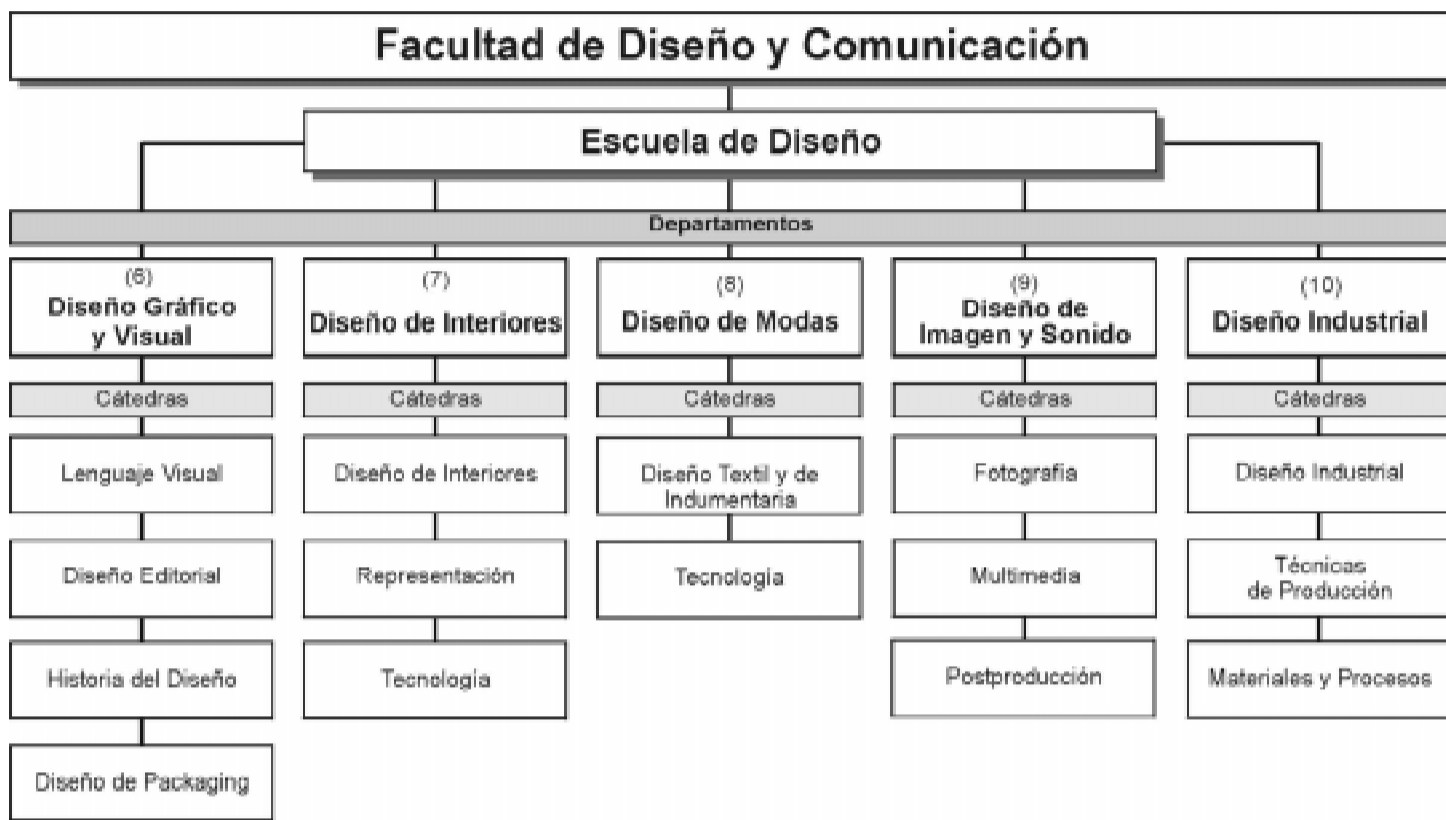 Facultad de Diseño y Comunicación
Escuela de Diseño
Departamentos
(6)
Diseño Gráfico
y Visual
Cátedras
Lenguaje Visual
Diseño Editorial
Historia del Diseño
Diseño de Packaging
(7)
Diseño de Interiores
Cátedras
Diseño de Interiores
Representación
Tecnología
(8)
Diseño de Modas
Cátedras
Diseño Textil y de
Indumentaria
Tecnología
(9)
Diseño de
Imagen y Sonido
Cátedras
Fotografia
Multimedia
Postproducción
(10)
Diseño Industrial
Cátedras
Diseño Industrial
Técnicas
de Producción
Materiales y Procesos